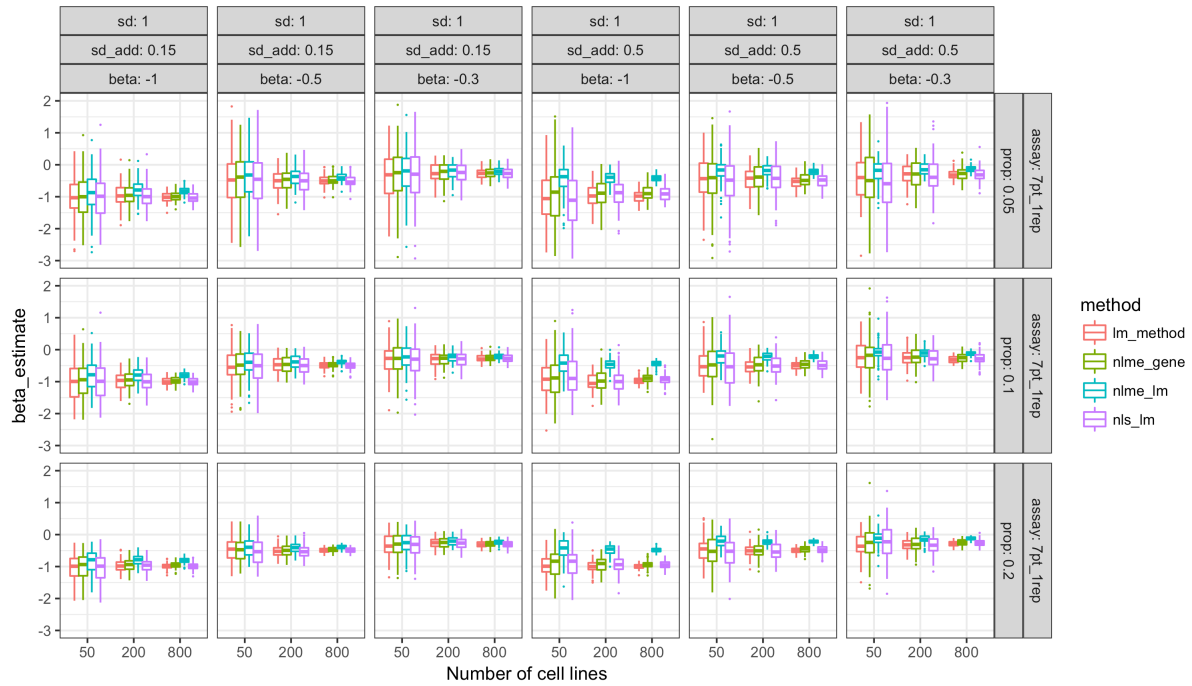 sd: 1 sd: 1 sd: 1 sd: 1 sd: 1 sd: 1
sd_add: 0.15 sd_add: 0.15 sd_add: 0.15 sd_add: 0.5 sd_add: 0.5 sd_add: 0.5
beta: -1 beta: -0.5 beta: -0.3 beta: -1 beta: -0.5 beta: -0.3
2
1
0
-1
-2
-3
prop: 0.05
assay: 7pt_1rep
2
1
0
-1
-2
-3
prop: 0.1
assay: 7pt_1rep
2
1
0
-1
-2
-3
prop: 0.2
assay: 7pt_1rep
beta_estimate
50 200 800 50 200 800 50 200 800 50 200 800 50 200 800 50 200 800
Number of cell lines
method
lm_method
nlme_gene
nlme_lm
nls_lm